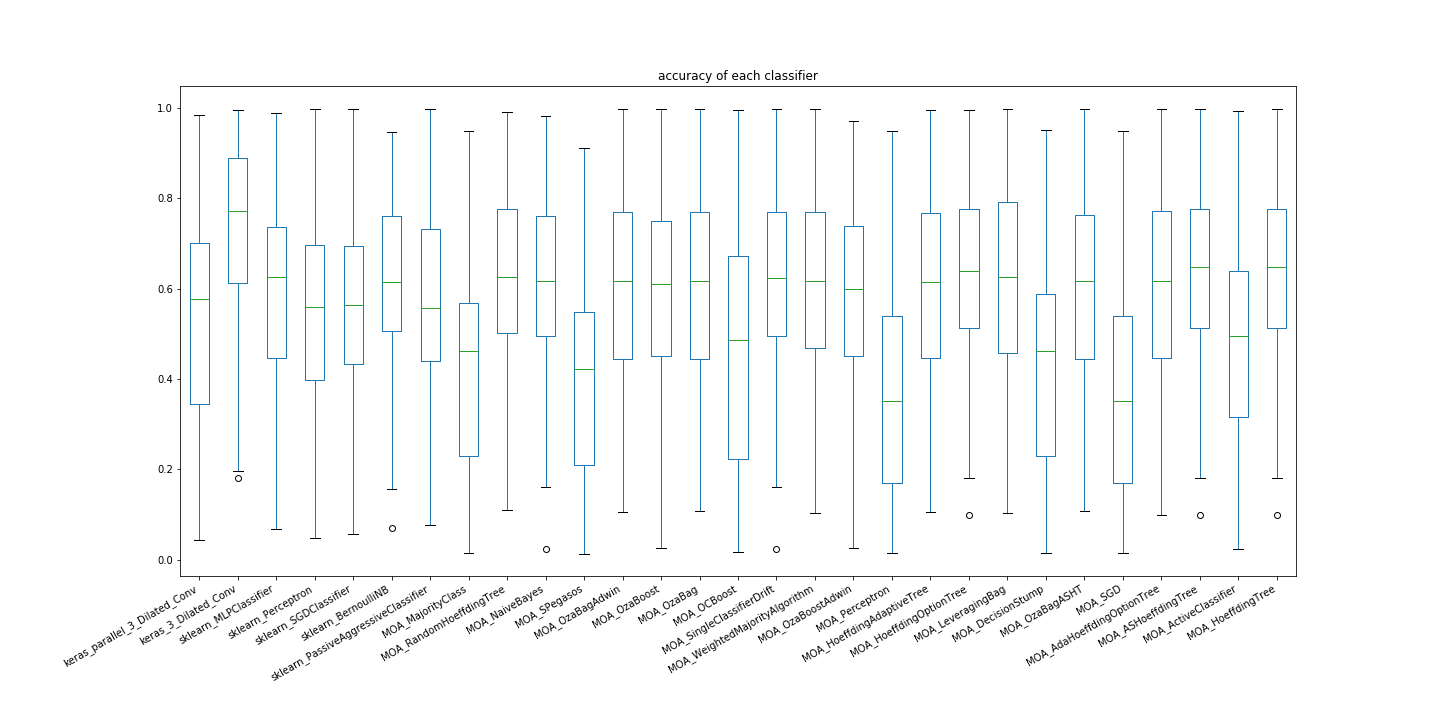 accuracy of each classifier
1.0
0.8
0.6
0.4
0.2
0.0
keras_parallel_3_Dilated_Conv
keras_3_Dilated_Conv
sklearn_MLPClassifier
sklearn_Perceptron
sklearn_SGDClassifier
sklearn_BernoulliNB
sklearn_PassiveAggressiveClassifier
MOA_MajorityClass
MOA_RandomHoeffdingTree
MOA_NaiveBayes
MOA_SPegasos
MOA_OzaBagAdwin
MOA_OzaBoost
MOA_OzaBag
MOA_OCBoost
MOA_SingleClassifierDrift
MOA_WeightedMajorityAlgorithm
MOA_OzaBoostAdwin
MOA_Perceptron
MOA_HoeffdingAdaptiveTree
MOA_HoeffdingOptionTree
MOA_LeveragingBag
MOA_DecisionStump
MOA_OzaBagASHT
MOA_SGD
MOA_AdaHoeffdingOptionTree
MOA_ASHoeffdingTree
MOA_ActiveClassifier
MOA_HoeffdingTree